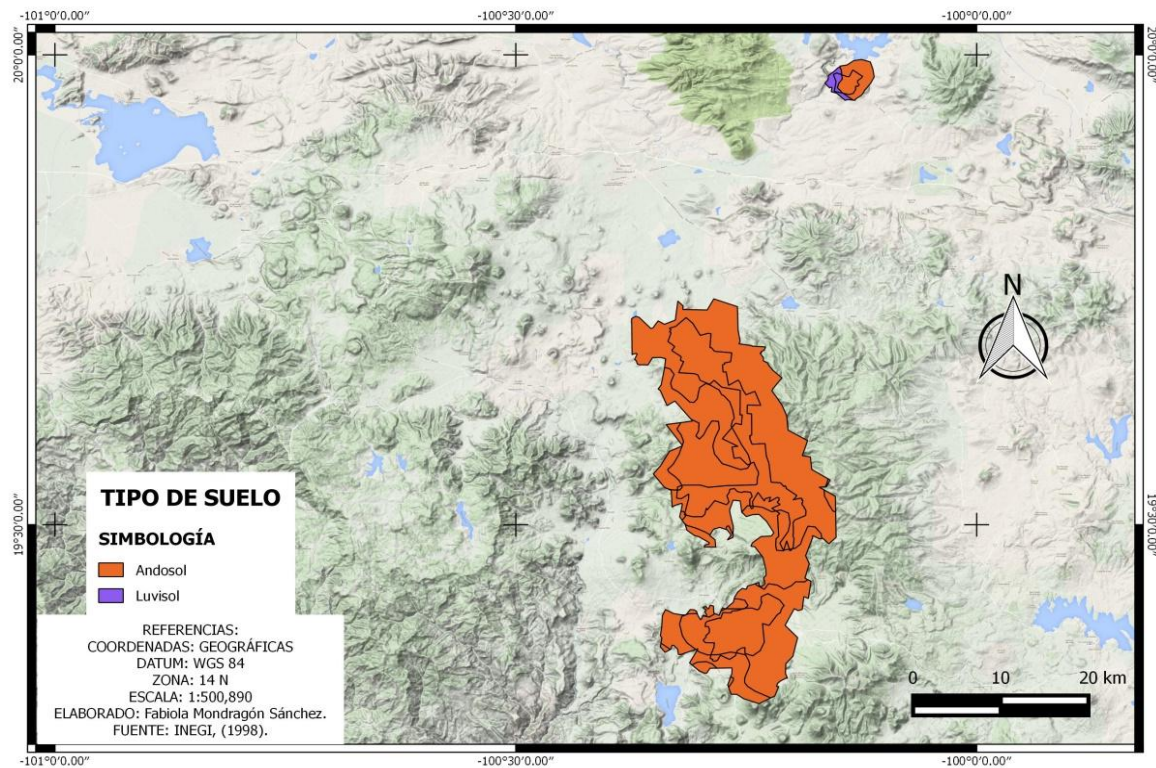 -101°0'0.00"
-100°30'0.00"
-100°0'0.00"
20°0'0.00"
20°0'0.00"
N
TIPO DE SUELO
SIMBOLOGÍA
Andosol
Luvisol
19°30'0.00"
19°30'0.00"
REFERENCIAS:
COORDENADAS: GEOGRÁFICAS
DATUM: WGS 84
ZONA: 14 N
ESCALA: 1:500,890
ELABORADO: Fabiola Mondragón Sánchez.
FUENTE: INEGI, (1998).
0 10 20 km
-101°0'0.00"
-100°30'0.00"
-100°0'0.00"